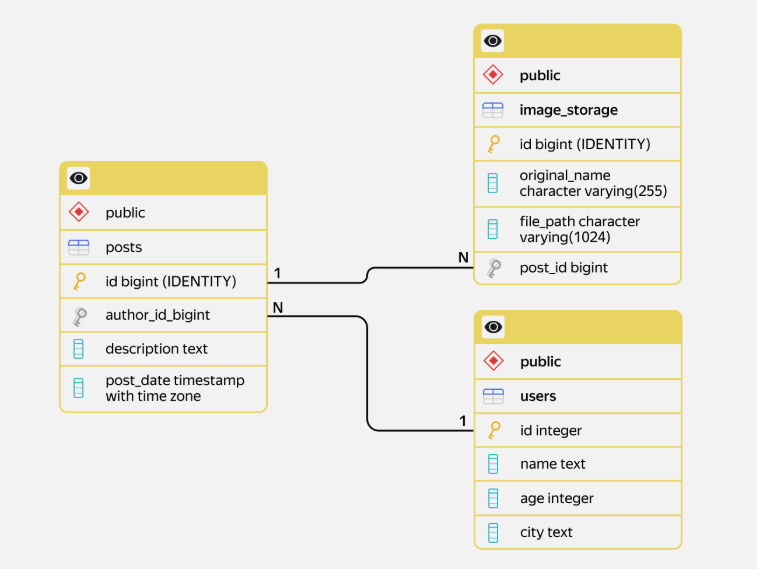 public
posts
id bigint (IDENTITY)
author_id_bigint
description text
post_date timestamp
with time zone
1
N
N
1
public
image_storage
id bigint (IDENTITY)
original_name
character varying(255)
file_path character
varying(1024)
post_id bigint
public
users
id integer
name text
age integer
city text